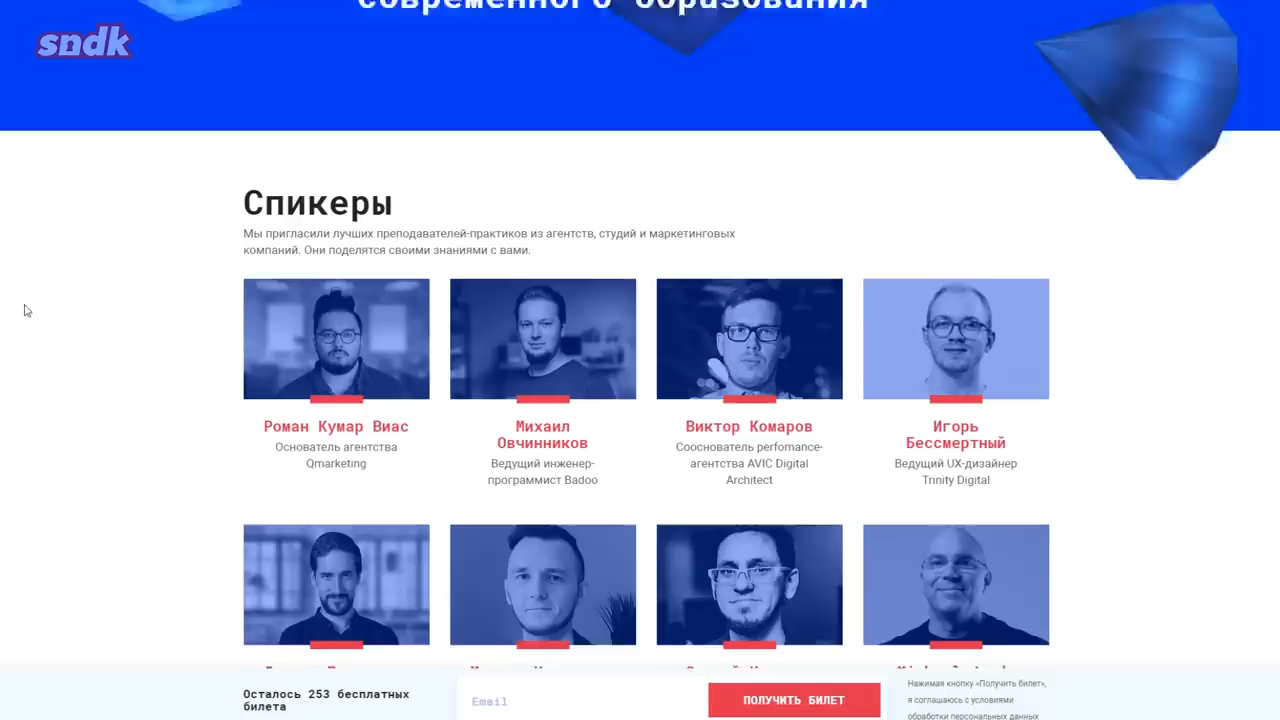 современного образования
sndk
Спикеры
Мы пригласили лучших преподавателей-практиков из агентств, студий и маркетинговых
компаний. Они поделятся своими знаниями с вами.
Роман Кумар Виас
Основатель агентства
Qmarketing
Михаил
Овчинников
Ведущий инженер-
программист Badoo
Виктор Комаров
Сооснователь perfomance-
агентства AVIC Digital
Architect
Игорь
Бессмертный
Ведущий UX-дизайнер
Trinity Digital
Осталось 253 бесплатных
билета
Email
ПОЛУЧИТЬ БИЛЕТ
Нажимая кнопку «Получить билет»,
я соглашаюсь с условиями
обработки персональных данных